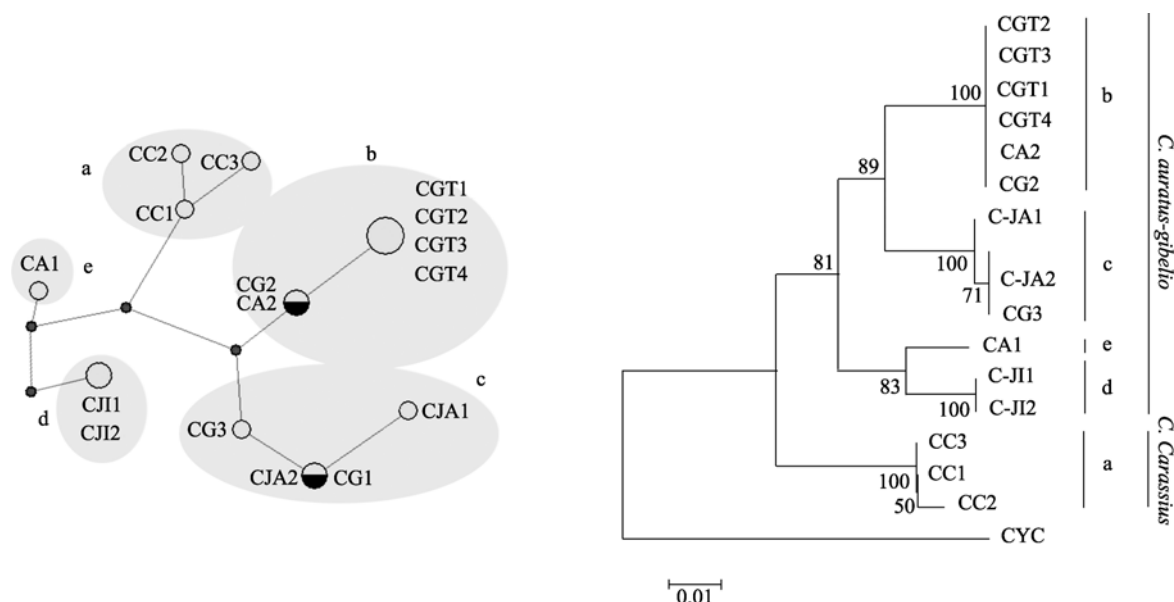 a
CC2
CC3
CC1
b
CGT1
CGT2
CGT3
CGT4
CG2
CA2
CA1
e
d
CJI1
CJI2
c
CG3
CJA1
CJA2
CG1
CGT2
CGT3
CGT1
CGT4
CA2
CG2
b
100
89
C-JA1
C-JA2
CG3
c
100
71
81
CA1
e
C-JI1
C-JI2
d
83
100
C. auratus-gibelio
CC3
CC1
CC2
a
100
50
C. Carassius
CYC
0.01